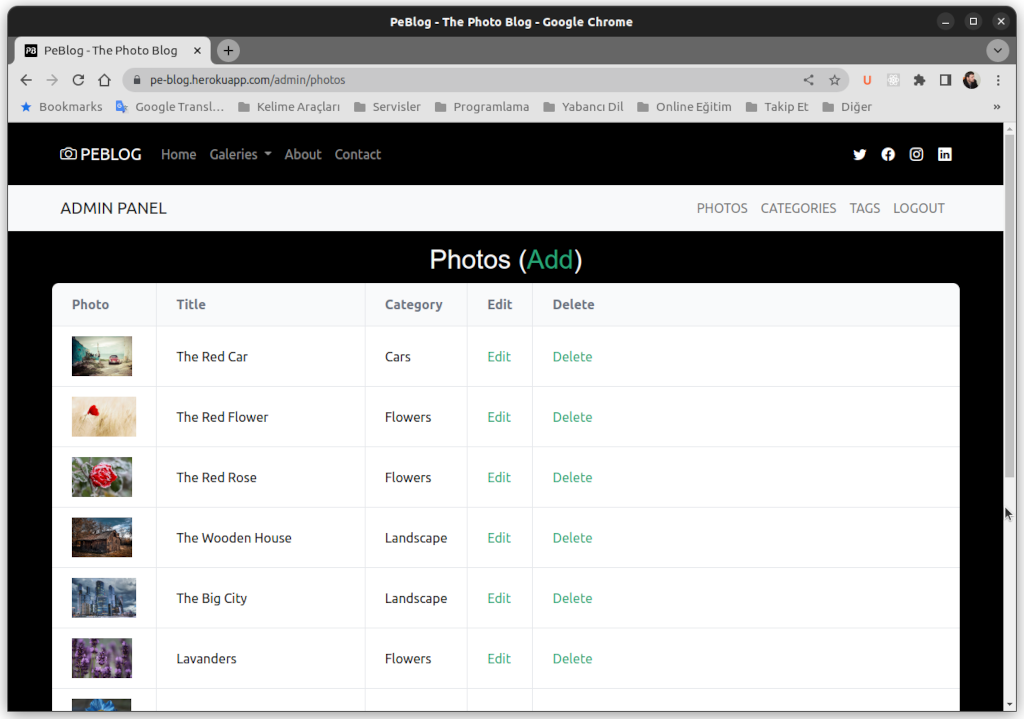 PeBlog - The Photo Blog - Google Chrome
PB PeBlog - The Photo Blog
pe-blog.herokuapp.com/admin/photos
Bookmarks Google Transl... Kelime Araçları Servisler Programlama Yabancı Dil Online Eğitim Takip Et Diğer »
PEBLOG Home Galeries About Contact
ADMIN PANEL PHOTOS CATEGORIES TAGS LOGOUT
Photos (Add)
Photo Title Category Edit Delete
The Red Car Cars Edit Delete
The Red Flower Flowers Edit Delete
The Red Rose Flowers Edit Delete
The Wooden House Landscape Edit Delete
The Big City Landscape Edit Delete
Lavanders Flowers Edit Delete